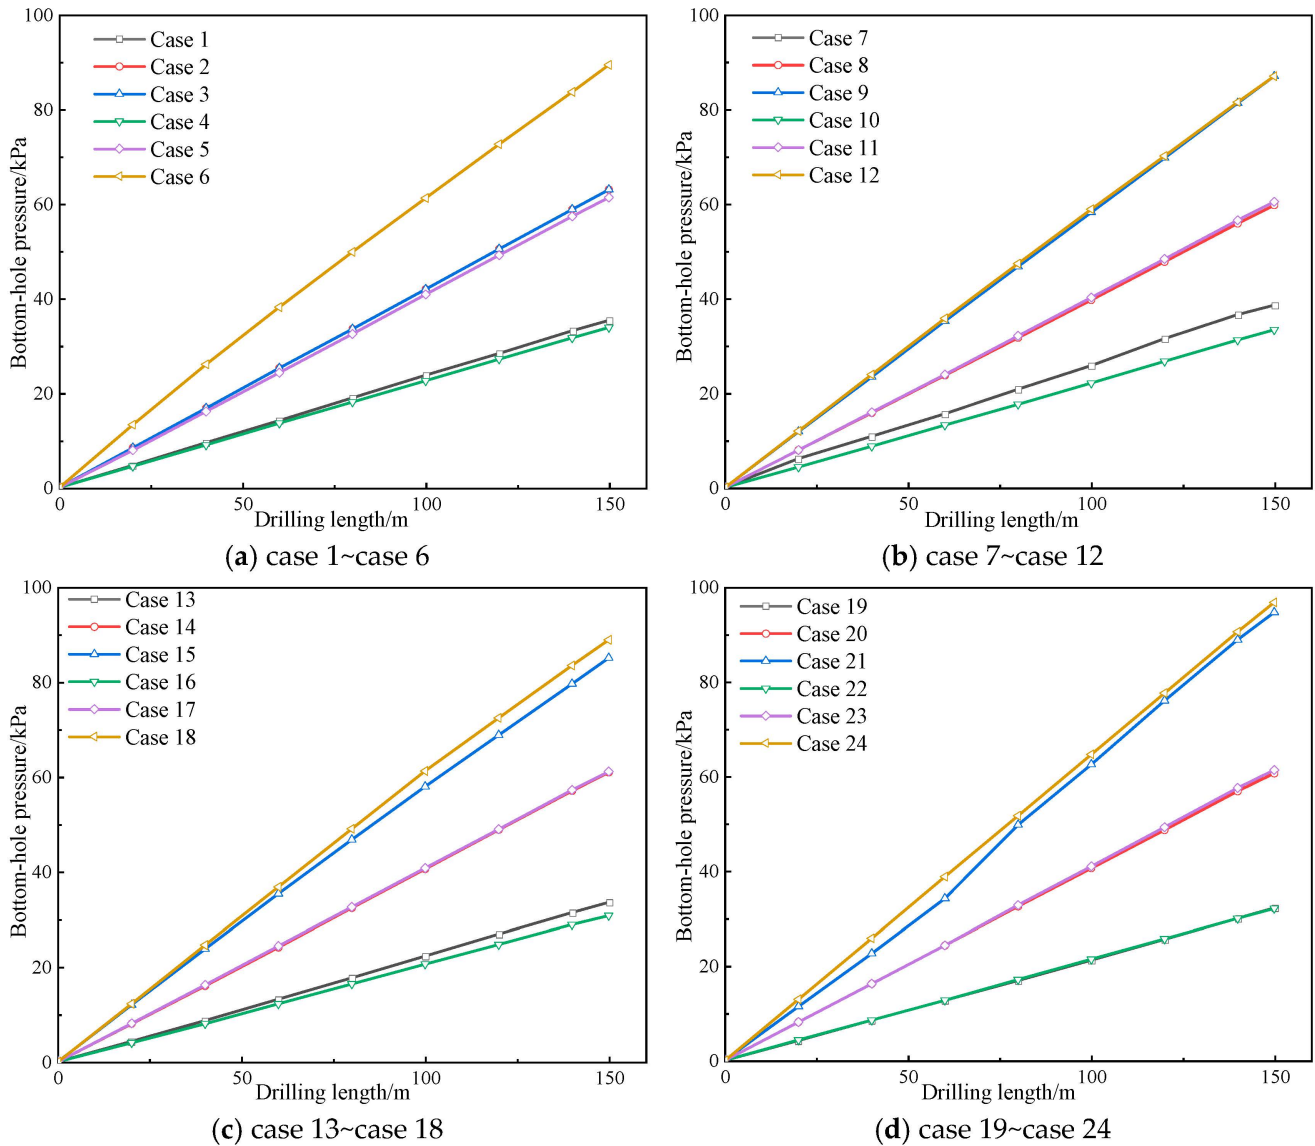 100
80
60
40
20
0
Bottom-hole pressure/kPa
Case 1
Case 2
Case 3
Case 4
Case 5
Case 6
0
50
100
150
Drilling length/m
(a) case 1~case 6
100
80
60
40
20
0
Bottom-hole pressure/kPa
Case 7
Case 8
Case 9
Case 10
Case 11
Case 12
0
50
100
150
Drilling length/m
(b) case 7~case 12
100
80
60
40
20
0
Bottom-hole pressure/kPa
Case 13
Case 14
Case 15
Case 16
Case 17
Case 18
0
50
100
150
Drilling length/m
(c) case 13~case 18
100
80
60
40
20
0
Bottom-hole pressure/kPa
Case 19
Case 20
Case 21
Case 22
Case 23
Case 24
0
50
100
150
Drilling length/m
(d) case 19~case 24